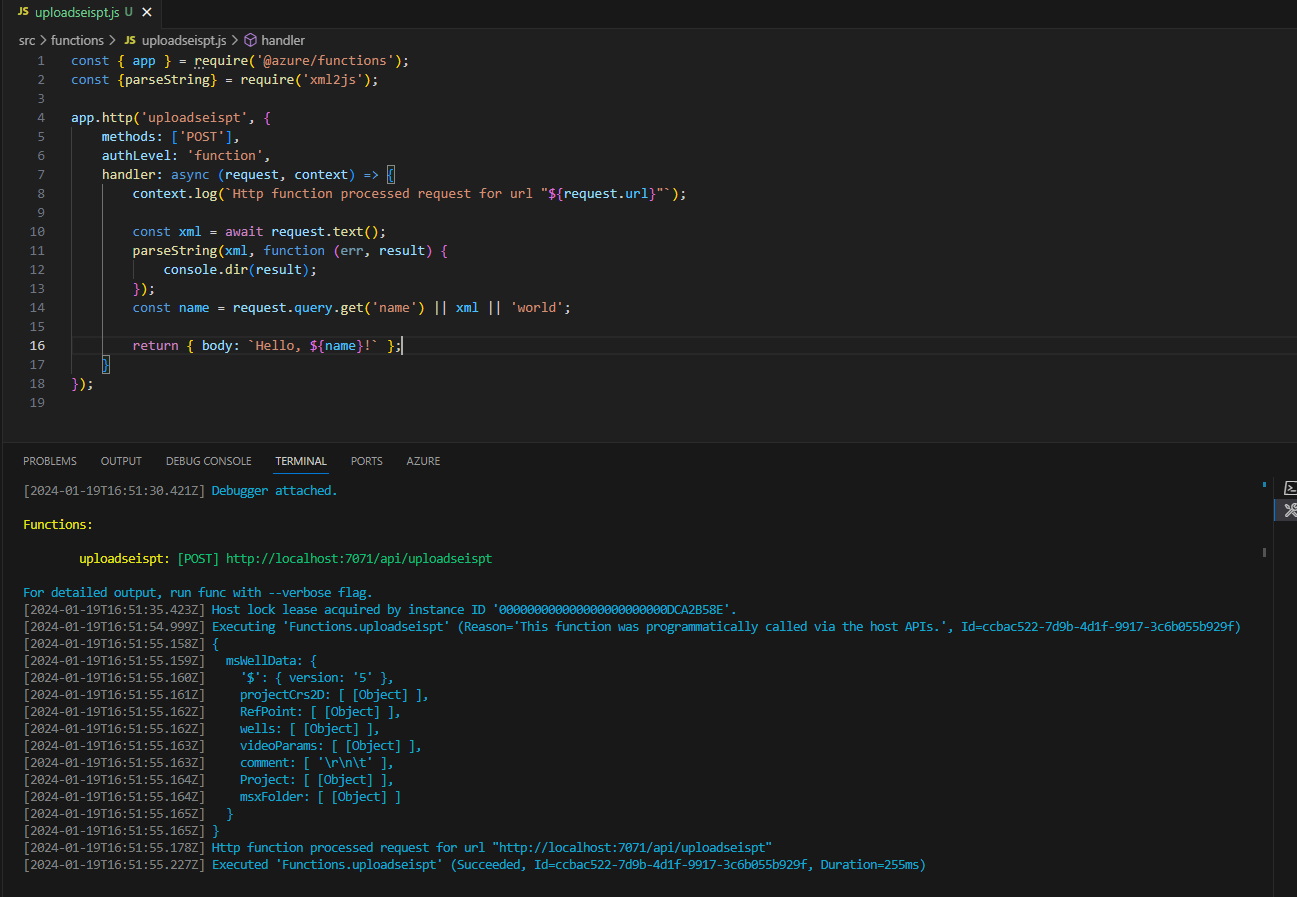 JS uploadseispt.js U ×
src > functions > JS uploadseispt.js > handler
1 const { app } = require('@azure/functions');
2 const {parseString} = require('xml2js');
3
4 app.http('uploadseispt', {
5 methods: ['POST'],
6 authLevel: 'function',
7 handler: async (request, context) => {
8 context.log(`Http function processed request for url "${request.url}"`);
9
10 const xml = await request.text();
11 parseString(xml, function (err, result) {
12 console.dir(result);
13 });
14 const name = request.query.get('name') || xml || 'world';
15
16 return { body: `Hello, ${name}!` };
17 }
18 });
19
PROBLEMS OUTPUT DEBUG CONSOLE TERMINAL PORTS AZURE
[2024-01-19T16:51:30.421Z] Debugger attached.
Functions:
uploadseispt: [POST] http://localhost:7071/api/uploadseispt
For detailed output, run func with --verbose flag.
[2024-01-19T16:51:35.423Z] Host lock lease acquired by instance ID '000000000000000000000000DCA2B58E'.
[2024-01-19T16:51:54.999Z] Executing 'Functions.uploadseispt' (Reason='This function was programmatically called via the host APIs.', Id=ccbac522-7d9b-4d1f-9917-3c6b055b929f)
[2024-01-19T16:51:55.158Z] {
[2024-01-19T16:51:55.159Z] msWellData: {
[2024-01-19T16:51:55.160Z] '$': { version: '5' },
[2024-01-19T16:51:55.161Z] projectCrs2D: [ [Object] ],
[2024-01-19T16:51:55.162Z] RefPoint: [ [Object] ],
[2024-01-19T16:51:55.162Z] wells: [ [Object] ],
[2024-01-19T16:51:55.163Z] videoParams: [ [Object] ],
[2024-01-19T16:51:55.163Z] comment: [ '\r\n\t' ],
[2024-01-19T16:51:55.164Z] Project: [ [Object] ],
[2024-01-19T16:51:55.164Z] msxFolder: [ [Object] ]
[2024-01-19T16:51:55.165Z] }
[2024-01-19T16:51:55.165Z] }
[2024-01-19T16:51:55.178Z] Http function processed request for url "http://localhost:7071/api/uploadseispt"
[2024-01-19T16:51:55.227Z] Executed 'Functions.uploadseispt' (Succeeded, Id=ccbac522-7d9b-4d1f-9917-3c6b055b929f, Duration=255ms)